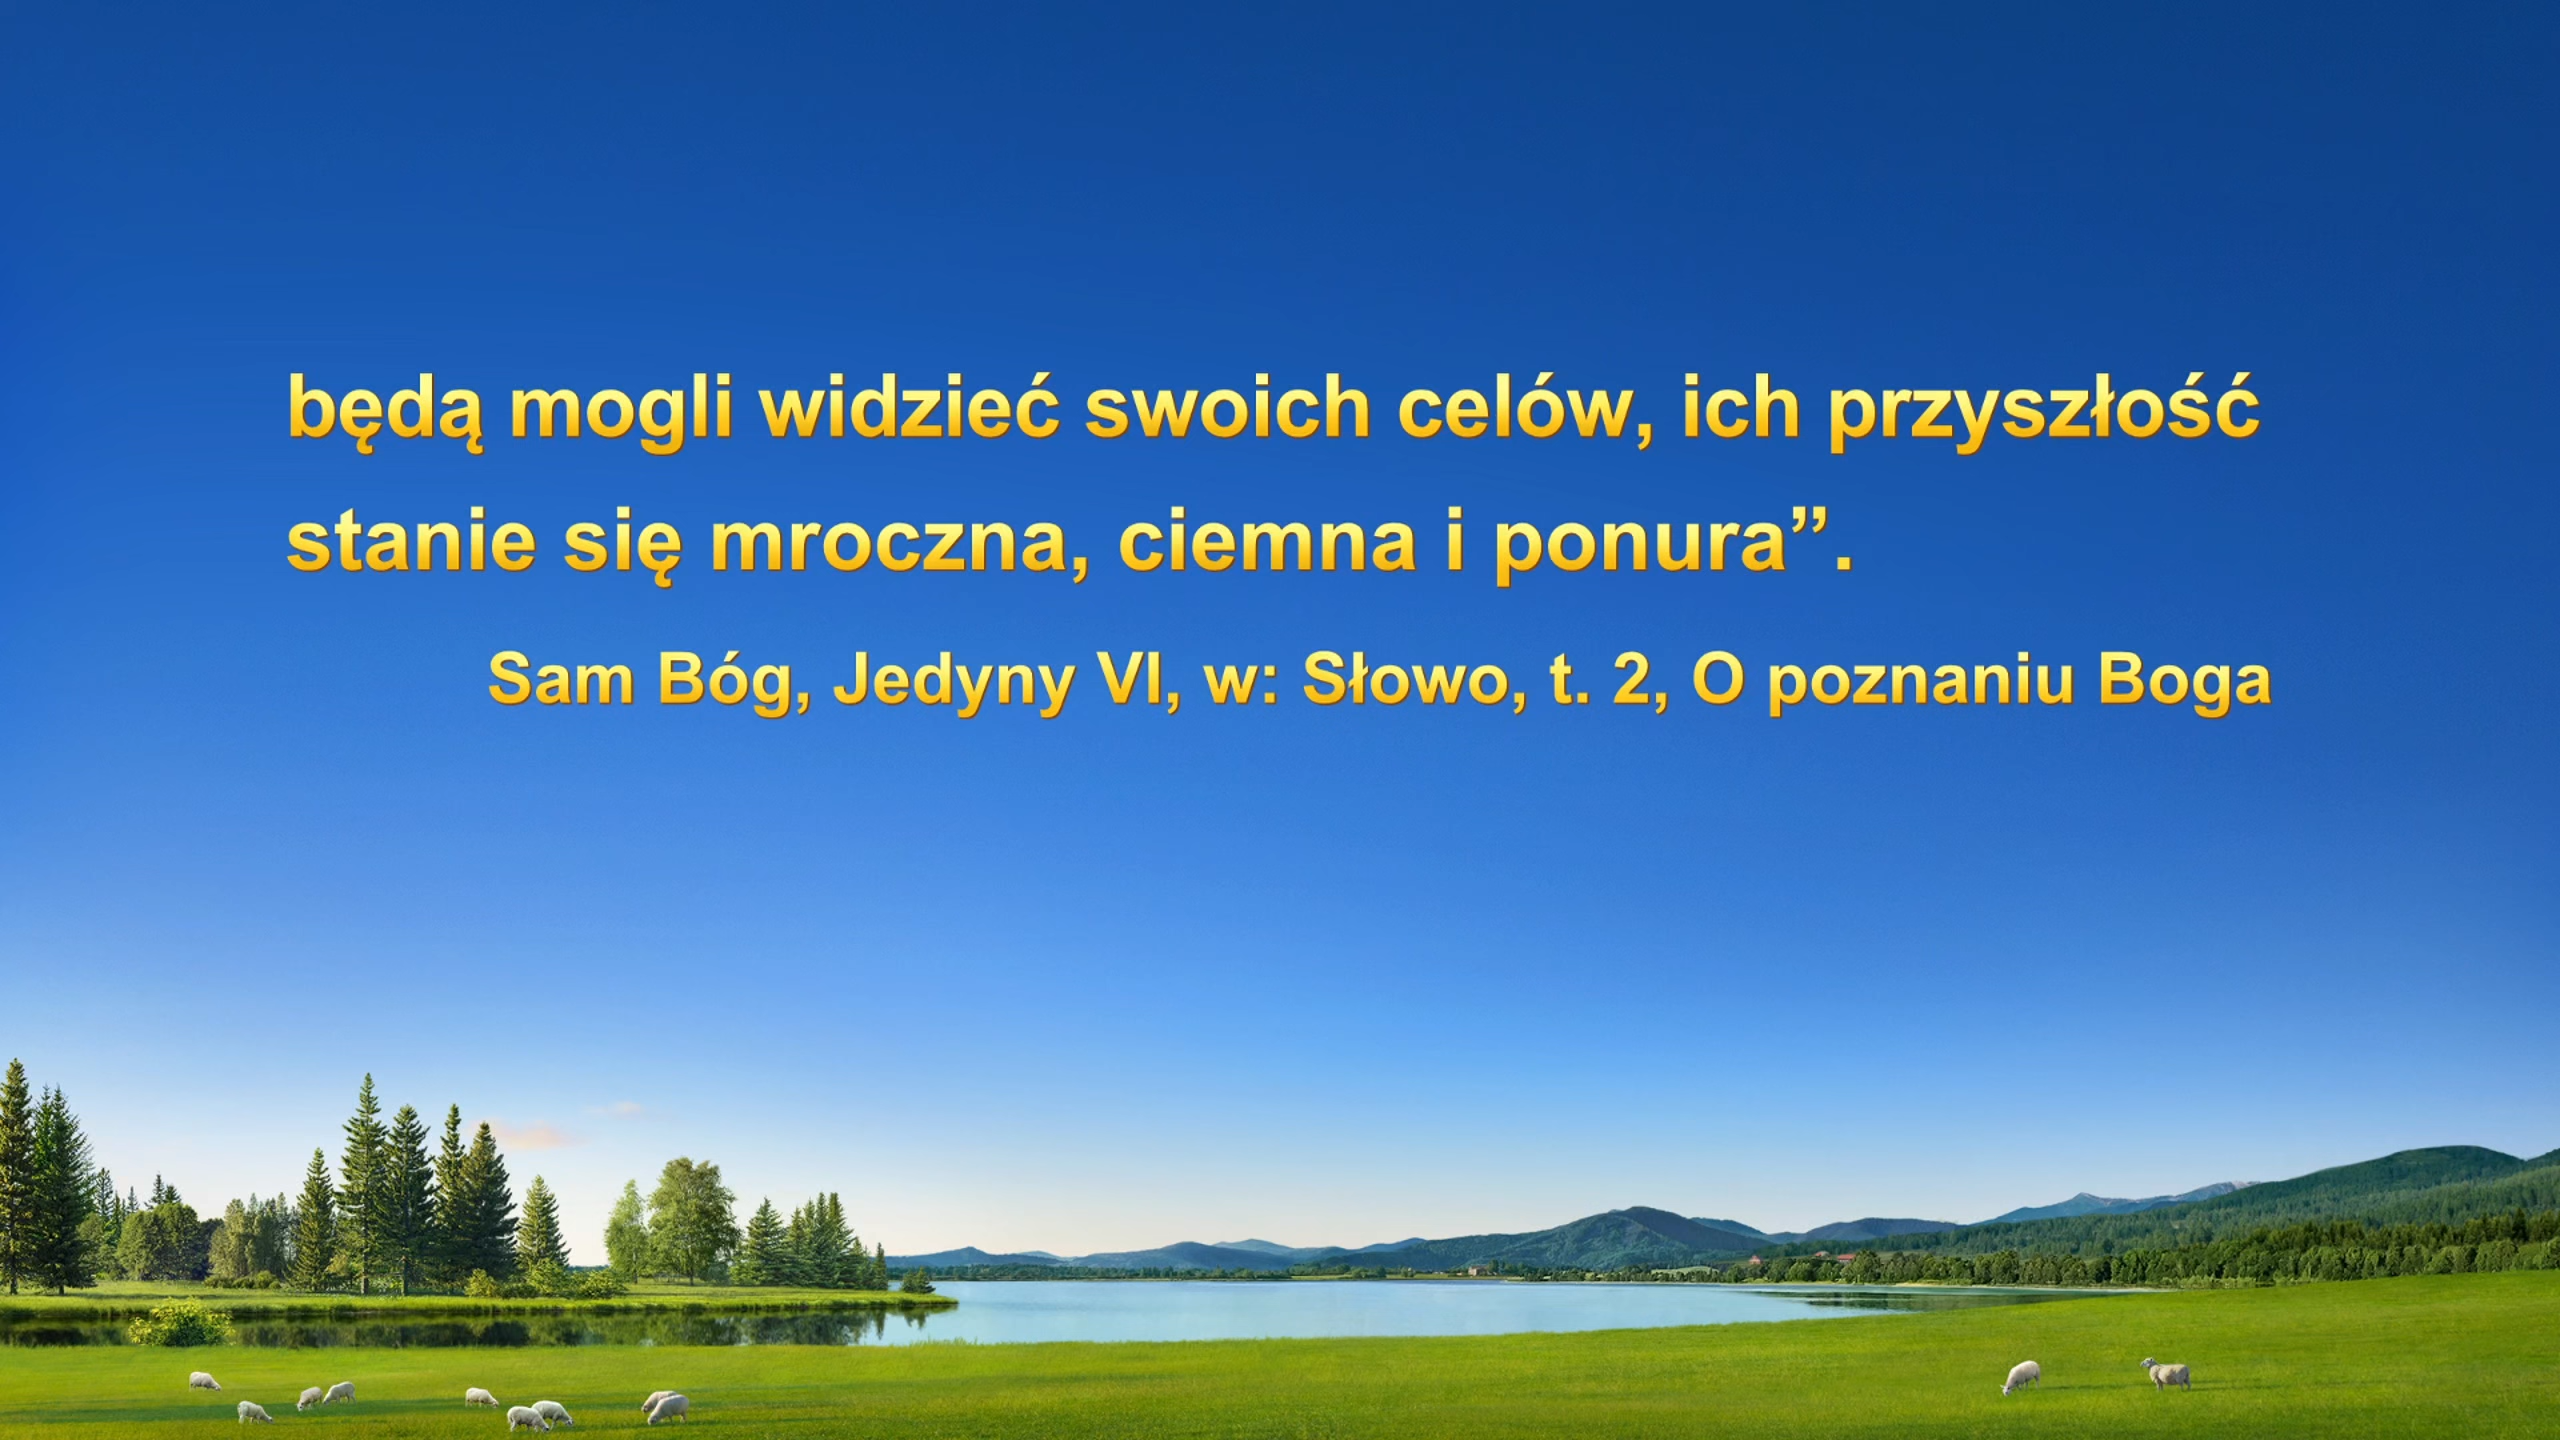 będą mogli widzieć swoich celów, ich przyszłość
stanie się mroczna, ciemna i ponura”.
Sam Bóg, Jedyny VI, w: Słowo, t. 2, O poznaniu Boga